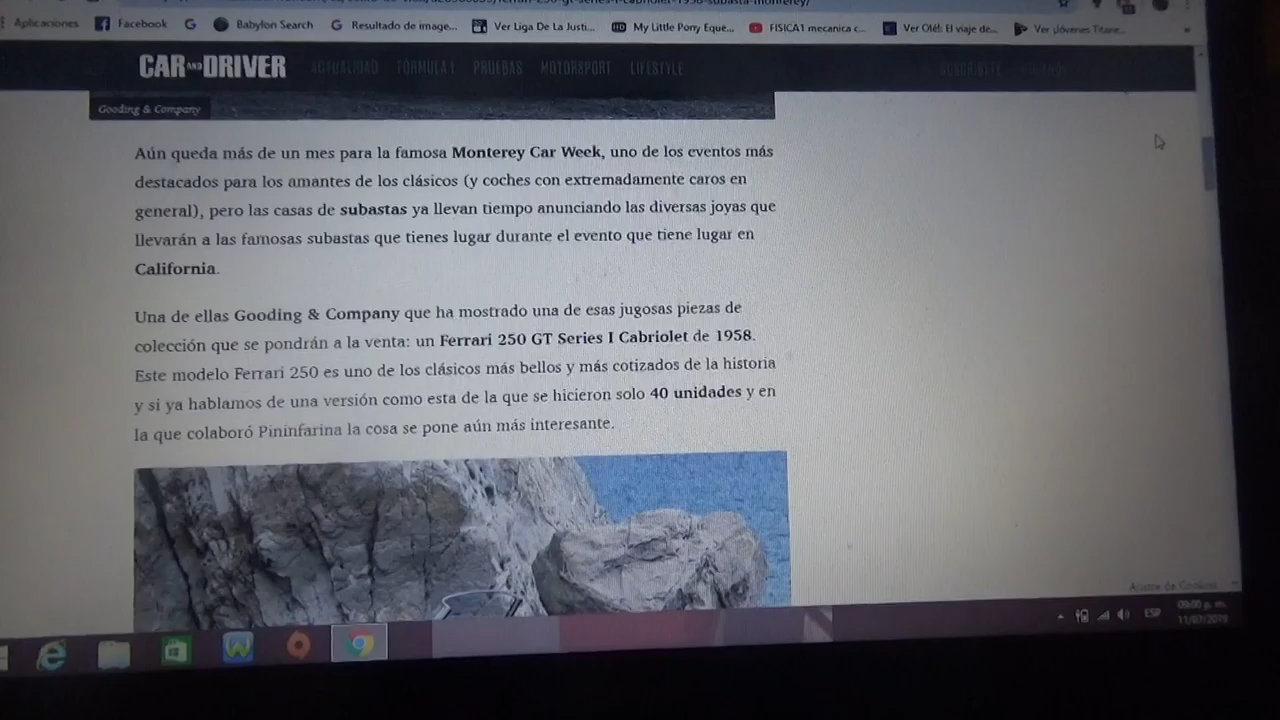 Aplicaciones Facebook Babylon Search Resultado de image... Ver Liga De La Justi... My Little Pony Eque... FISICA1 mecanica c... Ver Olé!: El viaje de... Ver ¡Jóvenes Titane...
CAR AND DRIVER ACTUALIDAD FÓRMULA 1 PRUEBAS MOTORSPORT LIFESTYLE
Gooding & Company
Aún queda más de un mes para la famosa Monterey Car Week, uno de los eventos más
destacados para los amantes de los clásicos (y coches con extremadamente caros en
general), pero las casas de subastas ya llevan tiempo anunciando las diversas joyas que
llevarán a las famosas subastas que tienes lugar durante el evento que tiene lugar en
California.
Una de ellas Gooding & Company que ha mostrado una de esas jugosas piezas de
colección que se pondrán a la venta: un Ferrari 250 GT Series I Cabriolet de 1958.
Este modelo Ferrari 250 es uno de los clásicos más bellos y más cotizados de la historia
y si ya hablamos de una versión como esta de la que se hicieron solo 40 unidades y en
la que colaboró Pininfarina la cosa se pone aún más interesante.
ESP
09:00 p. m.
11/07/2019